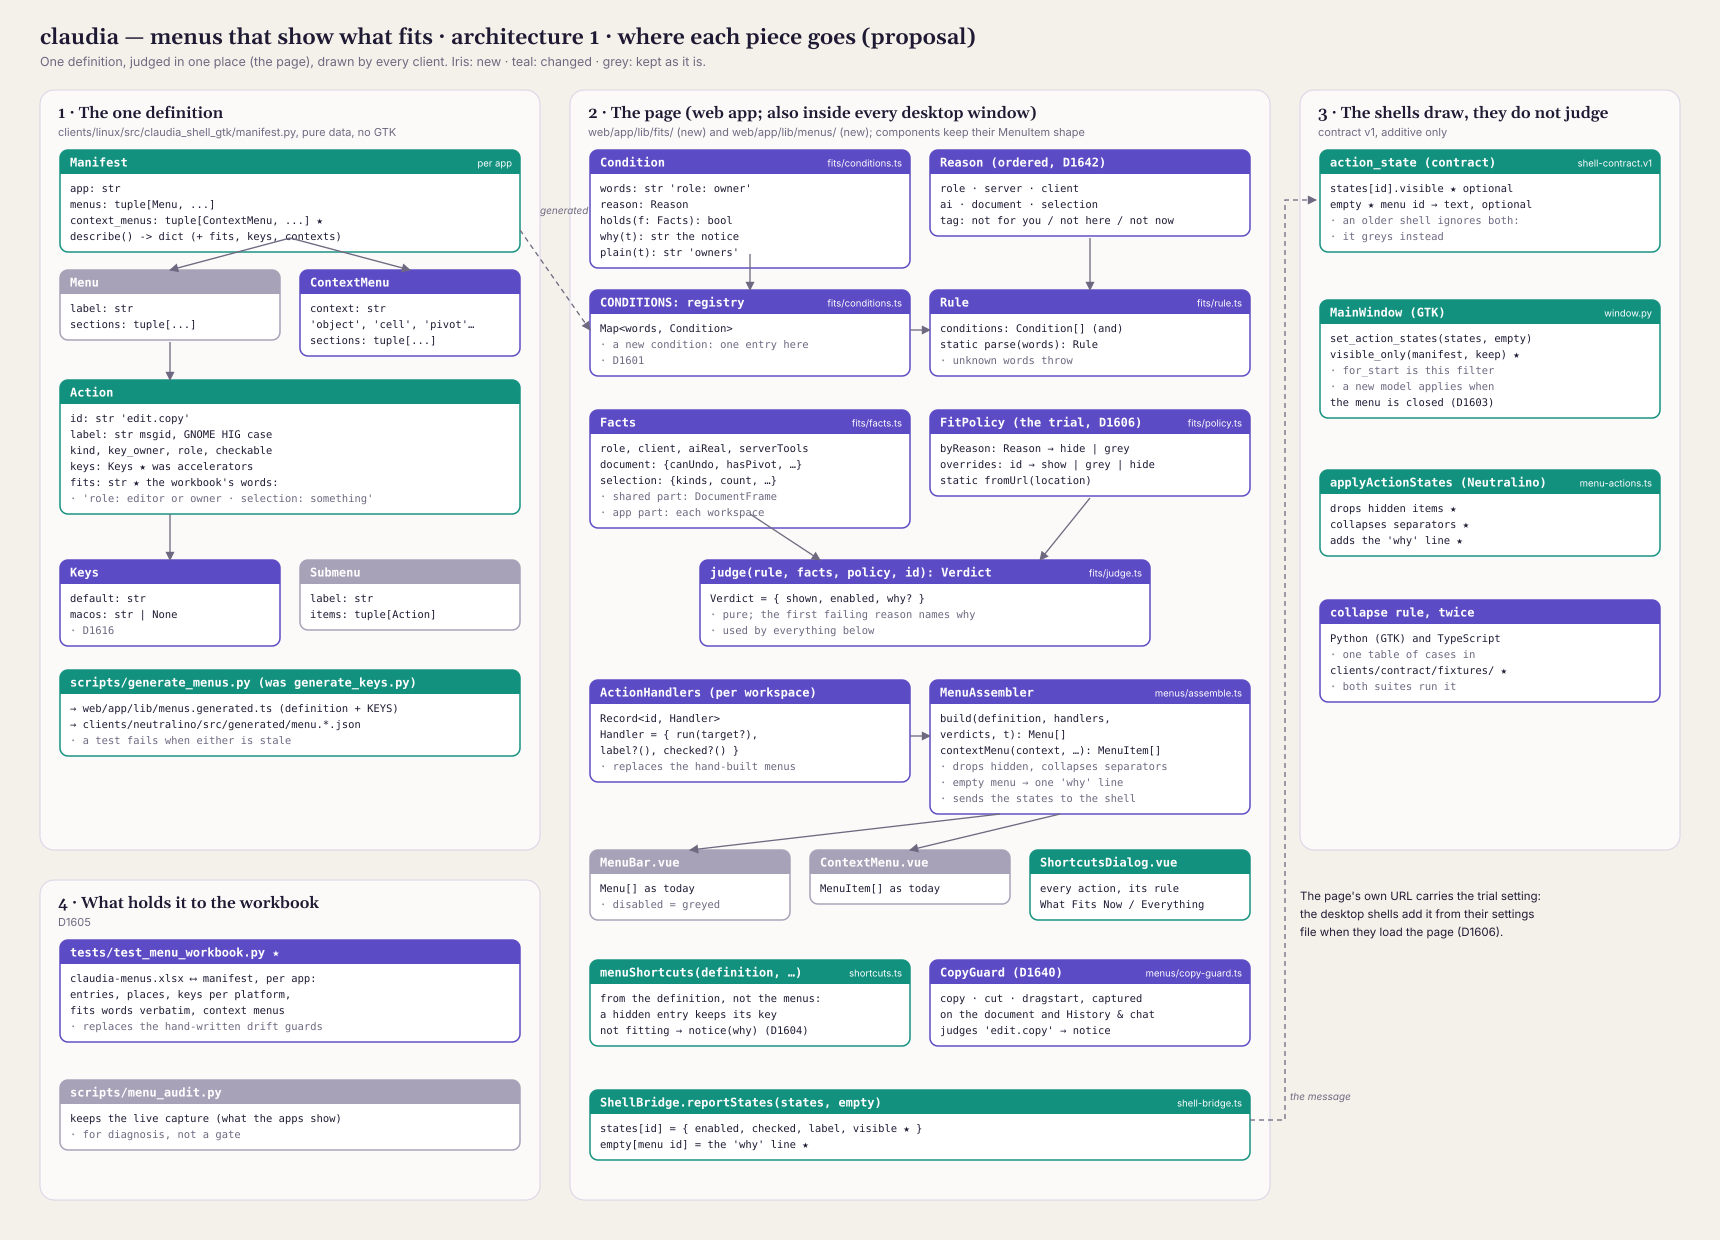 claudia — menus that show what fits · architecture 1 · where each piece goes (proposal)
One definition, judged in one place (the page), drawn by every client. Iris: new · teal: changed · grey: kept as it is.
1 · The one definition
clients/linux/src/claudia_shell_gtk/manifest.py, pure data, no GTK
Manifest per app
app: str
menus: tuple[Menu, ...]
context_menus: tuple[ContextMenu, ...] ★
describe() -> dict (+ fits, keys, contexts)
Menu
label: str
sections: tuple[...]
ContextMenu
context: str
'object', 'cell', 'pivot'…
sections: tuple[...]
Action
id: str 'edit.copy'
label: str msgid, GNOME HIG case
kind, key_owner, role, checkable
keys: Keys ★ was accelerators
fits: str ★ the workbook's words:
· 'role: editor or owner · selection: something'
Keys
default: str
macos: str | None
· D1616
Submenu
label: str
items: tuple[Action]
scripts/generate_menus.py (was generate_keys.py)
→ web/app/lib/menus.generated.ts (definition + KEYS)
→ clients/neutralino/src/generated/menu.*.json
· a test fails when either is stale
generated
2 · The page (web app; also inside every desktop window)
web/app/lib/fits/ (new) and web/app/lib/menus/ (new); components keep their MenuItem shape
Condition fits/conditions.ts
words: str 'role: owner'
reason: Reason
holds(f: Facts): bool
why(t): str the notice
plain(t): str 'owners'
Reason (ordered, D1642)
role · server · client
ai · document · selection
tag: not for you / not here / not now
CONDITIONS: registry fits/conditions.ts
Map<words, Condition>
· a new condition: one entry here
· D1601
Rule fits/rule.ts
conditions: Condition[] (and)
static parse(words): Rule
· unknown words throw
Facts fits/facts.ts
role, client, aiReal, serverTools
document: {canUndo, hasPivot, …}
selection: {kinds, count, …}
· shared part: DocumentFrame
· app part: each workspace
FitPolicy (the trial, D1606) fits/policy.ts
byReason: Reason → hide | grey
overrides: id → show | grey | hide
static fromUrl(location)
judge(rule, facts, policy, id): Verdict fits/judge.ts
Verdict = { shown, enabled, why? }
· pure; the first failing reason names why
· used by everything below
ActionHandlers (per workspace)
Record<id, Handler>
Handler = { run(target?),
label?(), checked?() }
· replaces the hand-built menus
MenuAssembler menus/assemble.ts
build(definition, handlers,
verdicts, t): Menu[]
contextMenu(context, …): MenuItem[]
· drops hidden, collapses separators
· empty menu → one 'why' line
· sends the states to the shell
MenuBar.vue
Menu[] as today
· disabled = greyed
ContextMenu.vue
MenuItem[] as today
ShortcutsDialog.vue
every action, its rule
What Fits Now / Everything
menuShortcuts(definition, …) shortcuts.ts
from the definition, not the menus:
a hidden entry keeps its key
not fitting → notice(why) (D1604)
CopyGuard (D1640) menus/copy-guard.ts
copy · cut · dragstart, captured
on the document and History & chat
judges 'edit.copy' → notice
ShellBridge.reportStates(states, empty) shell-bridge.ts
states[id] = { enabled, checked, label, visible ★ }
empty[menu id] = the 'why' line ★
3 · The shells draw, they do not judge
contract v1, additive only
action_state (contract) shell-contract.v1
states[id].visible ★ optional
empty ★ menu id → text, optional
· an older shell ignores both:
· it greys instead
MainWindow (GTK) window.py
set_action_states(states, empty)
visible_only(manifest, keep) ★
· for_start is this filter
· a new model applies when
the menu is closed (D1603)
applyActionStates (Neutralino) menu-actions.ts
drops hidden items ★
collapses separators ★
adds the 'why' line ★
collapse rule, twice
Python (GTK) and TypeScript
· one table of cases in
clients/contract/fixtures/ ★
· both suites run it
The page's own URL carries the trial setting:
the desktop shells add it from their settings
file when they load the page (D1606).
the message
4 · What holds it to the workbook
D1605
tests/test_menu_workbook.py ★
claudia-menus.xlsx ↔ manifest, per app:
entries, places, keys per platform,
fits words verbatim, context menus
· replaces the hand-written drift guards
scripts/menu_audit.py
keeps the live capture (what the apps show)
· for diagnosis, not a gate